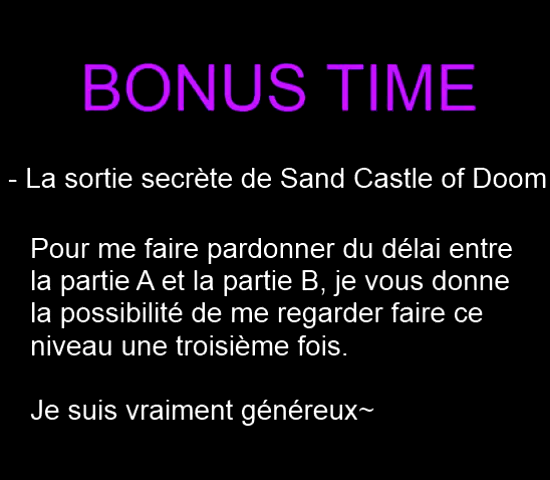 BONUS TIME
- La sortie secrète de Sand Castle of Doom
Pour me faire pardonner du délai entre
la partie A et la partie B, je vous donne
la possibilité de me regarder faire ce
niveau une troisième fois.
Je suis vraiment généreux~